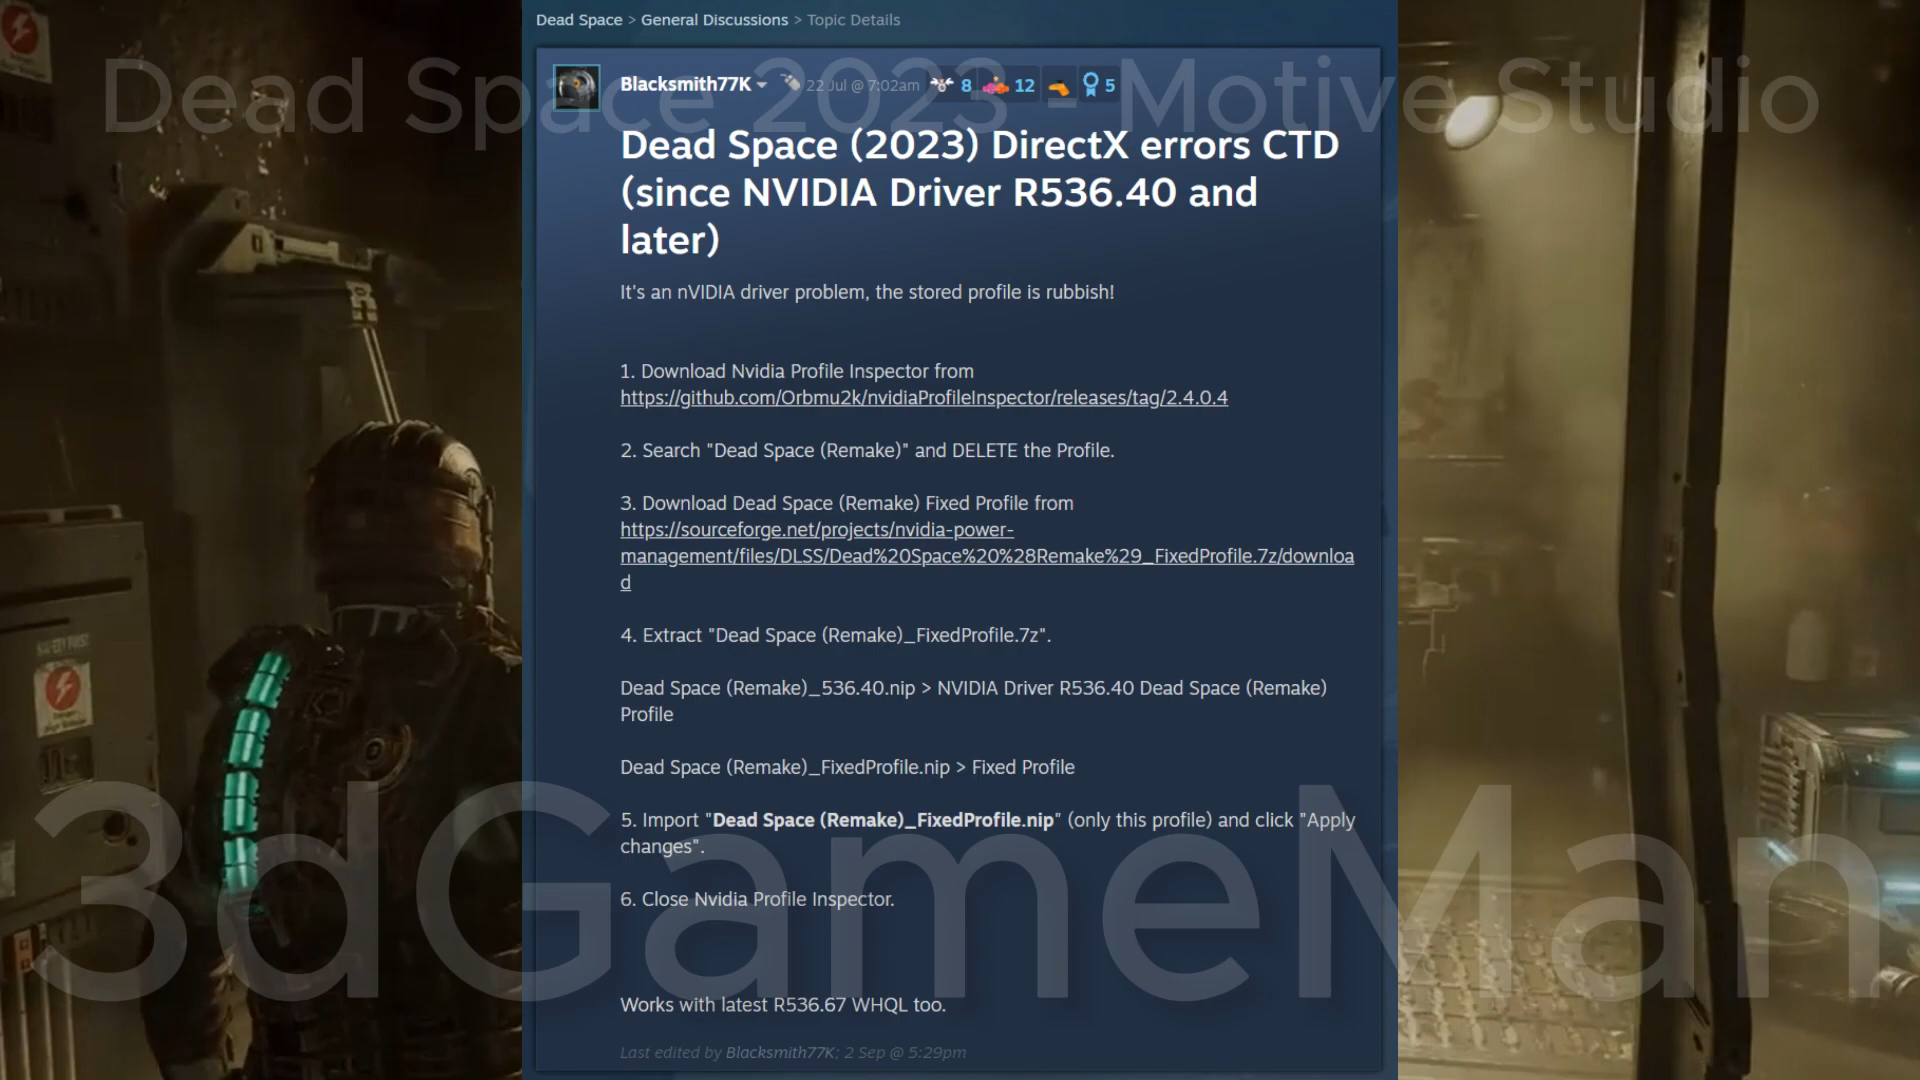 Dead Space > General Discussions > Topic Details
Dead Space 2023 - Motive Studio
Blacksmith77K 22 Jul @ 7:02am 8 12 5
Dead Space (2023) DirectX errors CTD
(since NVIDIA Driver R536.40 and
later)
It's an nVIDIA driver problem, the stored profile is rubbish!
1. Download Nvidia Profile Inspector from
https://github.com/Orbmu2k/nvidiaProfileInspector/releases/tag/2.4.0.4
2. Search "Dead Space (Remake)" and DELETE the Profile.
3. Download Dead Space (Remake) Fixed Profile from
https://sourceforge.net/projects/nvidia-power-
management/files/DLSS/Dead%20Space%20%28Remake%29_FixedProfile.7z/downloa
d
4. Extract "Dead Space (Remake)_FixedProfile.7z".
SAFETY FIRST
Dead Space (Remake)_536.40.nip > NVIDIA Driver R536.40 Dead Space (Remake)
Profile
Dead Space (Remake)_FixedProfile.nip > Fixed Profile
5. Import "Dead Space (Remake)_FixedProfile.nip" (only this profile) and click "Apply
changes".
6. Close Nvidia Profile Inspector.
3dGameMan
Works with latest R536.67 WHQL too.
Last edited by Blacksmith77K; 2 Sep @ 5:29pm